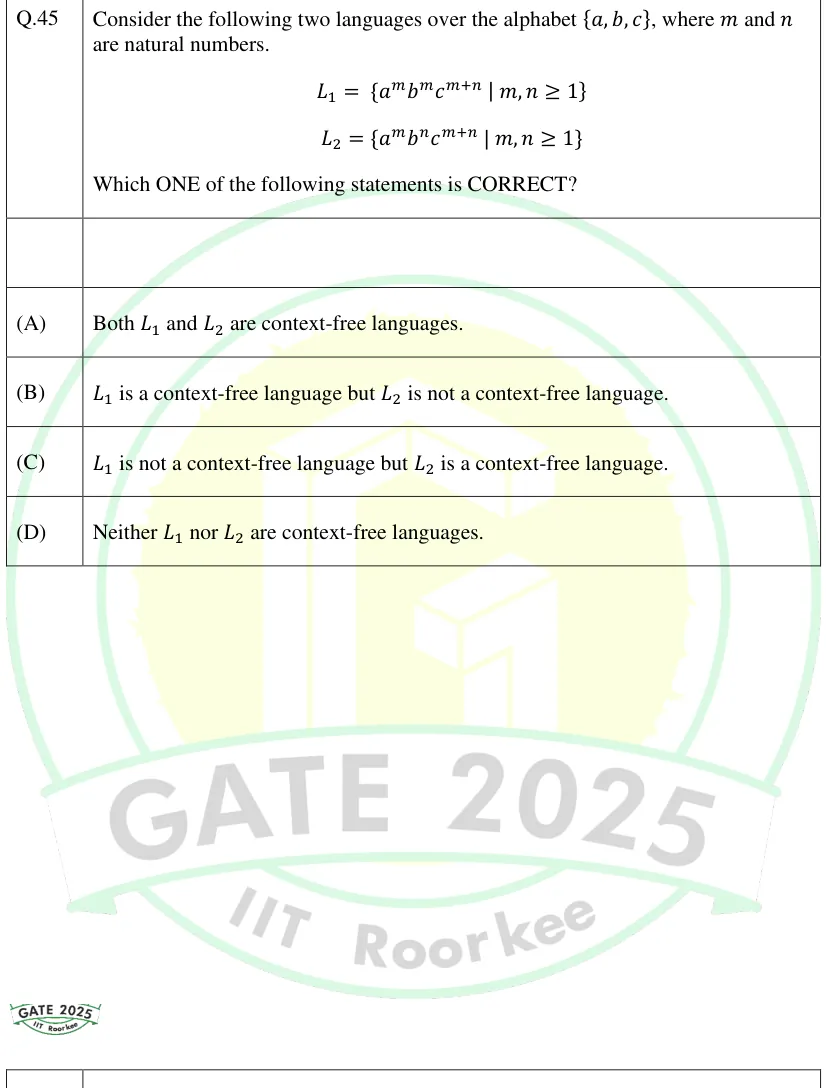 Q.45 Consider the following two languages over the alphabet {𝑎, 𝑏, 𝑐}, where 𝑚 and 𝑛
are natural numbers.
𝐿₁ = {𝑎ᵐ𝑏ᵐ𝑐ᵐ⁺ⁿ | 𝑚, 𝑛 ≥ 1}
𝐿₂ = {𝑎ᵐ𝑏ⁿ𝑐ᵐ⁺ⁿ | 𝑚, 𝑛 ≥ 1}
Which ONE of the following statements is CORRECT?
(A) Both 𝐿₁ and 𝐿₂ are context-free languages.
(B) 𝐿₁ is a context-free language but 𝐿₂ is not a context-free language.
(C) 𝐿₁ is not a context-free language but 𝐿₂ is a context-free language.
(D) Neither 𝐿₁ nor 𝐿₂ are context-free languages.
GATE 2025
IIT Roorkee
GATE 2025
IIT Roorkee